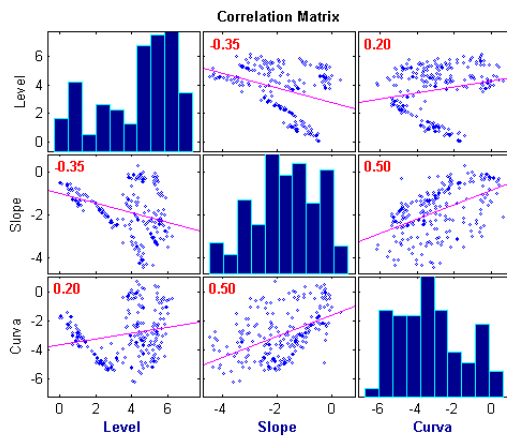 Correlation Matrix
Level
6
4
2
0
-0.35
0.20
Slope
0
-2
-4
-0.35
0.50
Curva
0
-2
-4
-6
0.20
0.50
0 2 4 6 -4 -2 0 -6 -4 -2 0
Level Slope Curva